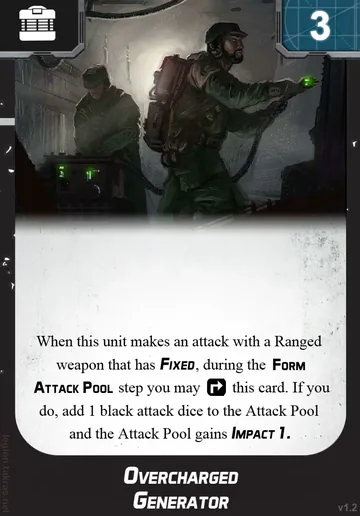 3
When this unit makes an attack with a Ranged
weapon that has Fixed, during the Form
Attack Pool step you may this card. If you
do, add 1 black attack dice to the Attack Pool
and the Attack Pool gains Impact 1.
Overcharged
Generator
v1.2